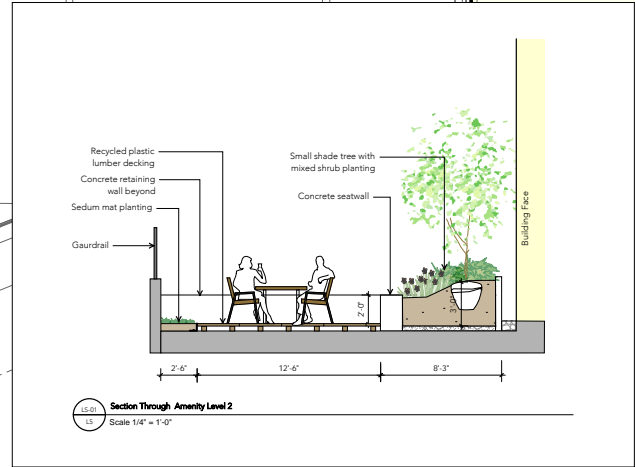 Recycled plastic
lumber decking
Concrete retaining
wall beyond
Sedum mat planting
Gaurdrail
Small shade tree with
mixed shrub planting
Concrete seatwall
Building Face
2'-0"
3'-0"
2'-6"
12'-6"
8'-3"
LS-01
LS
Section Through Amenity Level 2
Scale 1/4" = 1'-0"